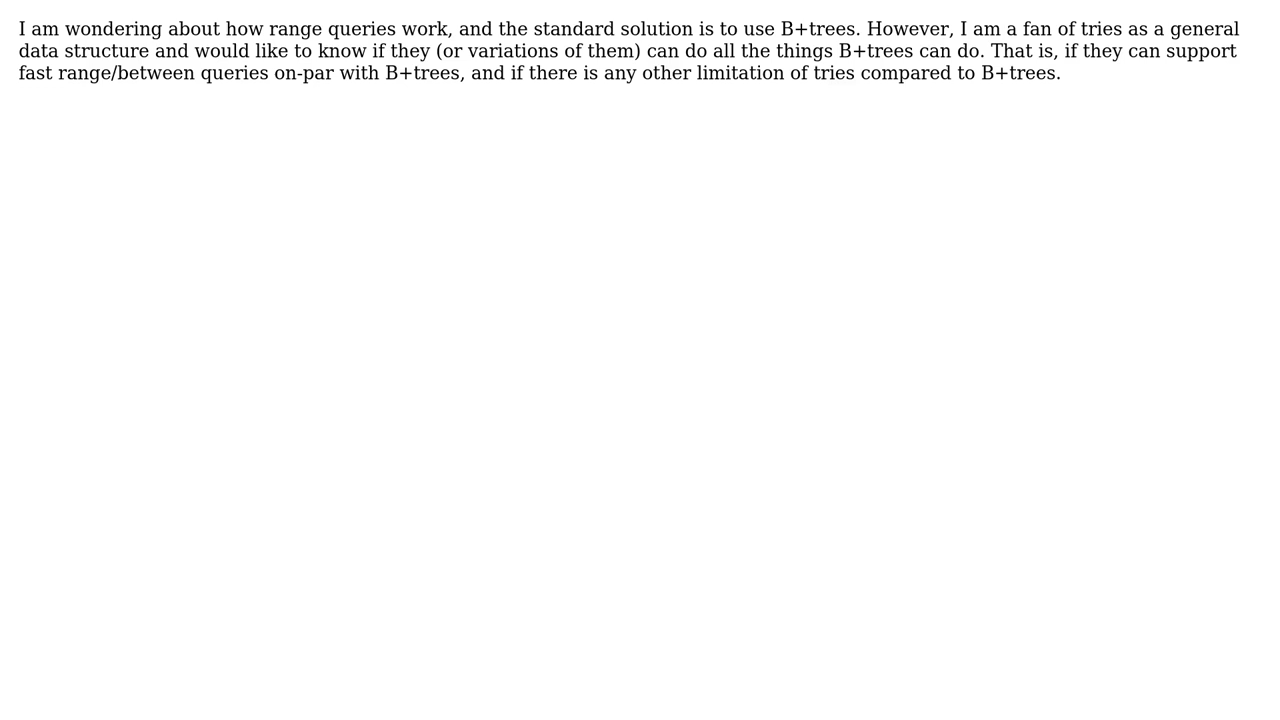 I am wondering about how range queries work, and the standard solution is to use B+trees. However, I am a fan of tries as a general
data structure and would like to know if they (or variations of them) can do all the things B+trees can do. That is, if they can support
fast range/between queries on-par with B+trees, and if there is any other limitation of tries compared to B+trees.